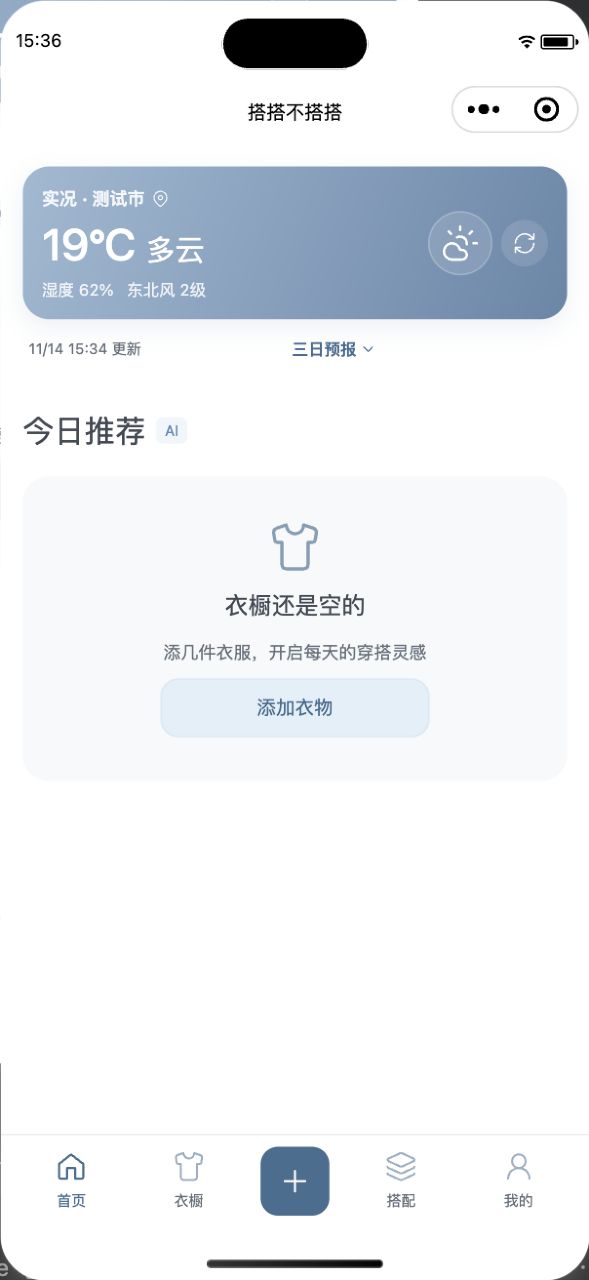 15:36
搭搭不搭搭
实况 · 测试市
19°C 多云
湿度 62% 东北风 2级
11/14 15:34 更新
三日预报
今日推荐 AI
衣橱还是空的
添几件衣服，开启每天的穿搭灵感
添加衣物
首页
衣橱
搭配
我的